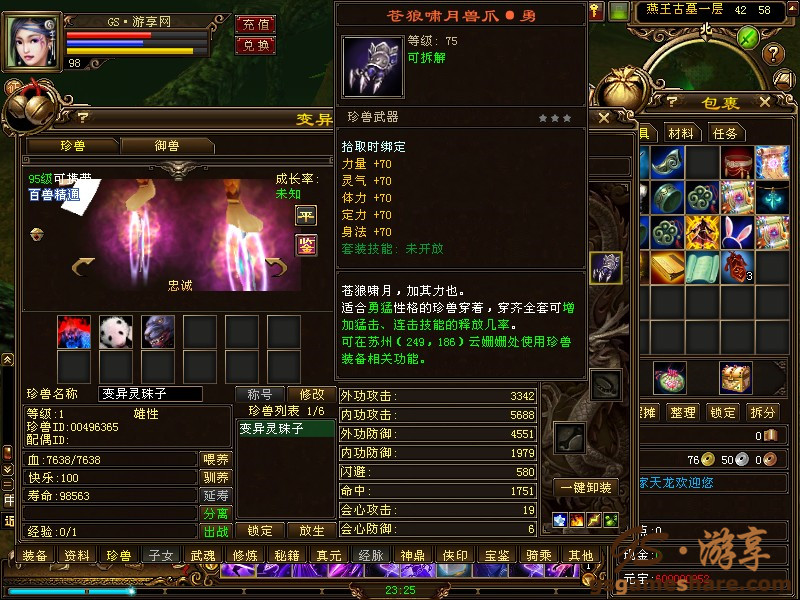 GS·游享网
98
充值
兑换
燕王古墓一层 42 58
北
苍狼啸月兽爪●勇
等级: 75
可拆解
珍兽武器
拾取时绑定
力量 +70
灵气 +70
体力 +70
定力 +70
身法 +70
套装技能: 未开放
苍狼啸月，加其力也。
适合勇猛性格的珍兽穿着，穿齐全套可增
加猛击、连击技能的释放几率。
可在苏州（249，186）云姗姗处使用珍兽
装备相关功能。
变异
珍兽
御兽
95级可携带
百兽精通
成长率:
未知
平
鉴
忠诚
珍兽名称
变异灵珠子
称号
修改
等级:1 雄性
珍兽ID:00496365
配偶ID:
珍兽列表 1/6
变异灵珠子
血:7638/7638
喂养
快乐:100
驯养
寿命:98563
延寿
分离
经验:0/1
出战
锁定
放生
外功攻击: 3342
内功攻击: 5688
外功防御: 4551
内功防御: 1979
闪避: 580
命中: 1751
会心攻击: 19
会心防御: 6
一键卸装
包裹
具
材料
任务
3
摆摊
整理
锁定
拆分
0
76 50 0
家天龙欢迎您
点:0
现金:
元宝:
装备
资料
珍兽
子女
武魂
修炼
秘籍
真元
经脉
神鼎
侠印
宝鉴
骑乘
其他
23:25
G·游享